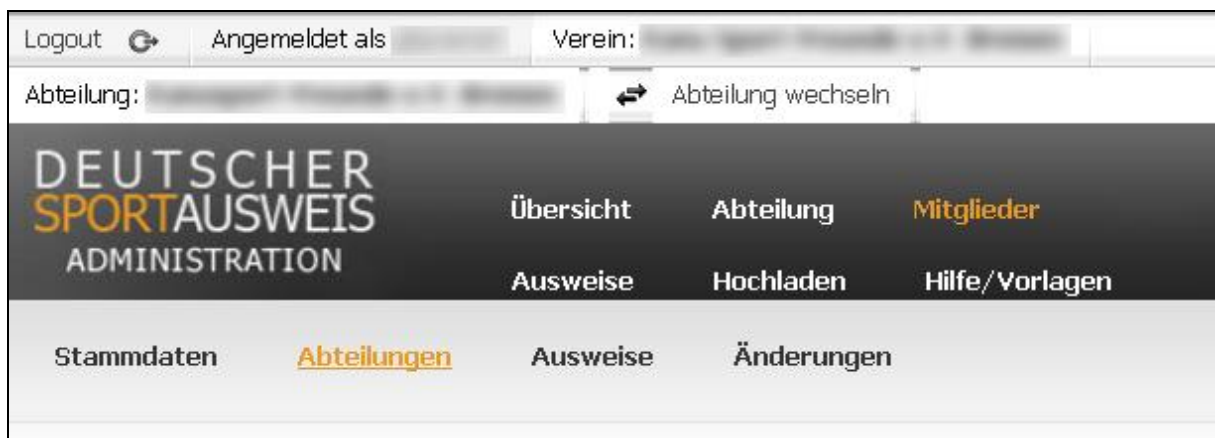 Logout Angemeldet als Verein:
Abteilung: Abteilung wechseln
DEUTSCHER
SPORTAUSWEIS
ADMINISTRATION
Übersicht Abteilung Mitglieder
Ausweise Hochladen Hilfe/Vorlagen
Stammdaten Abteilungen Ausweise Änderungen